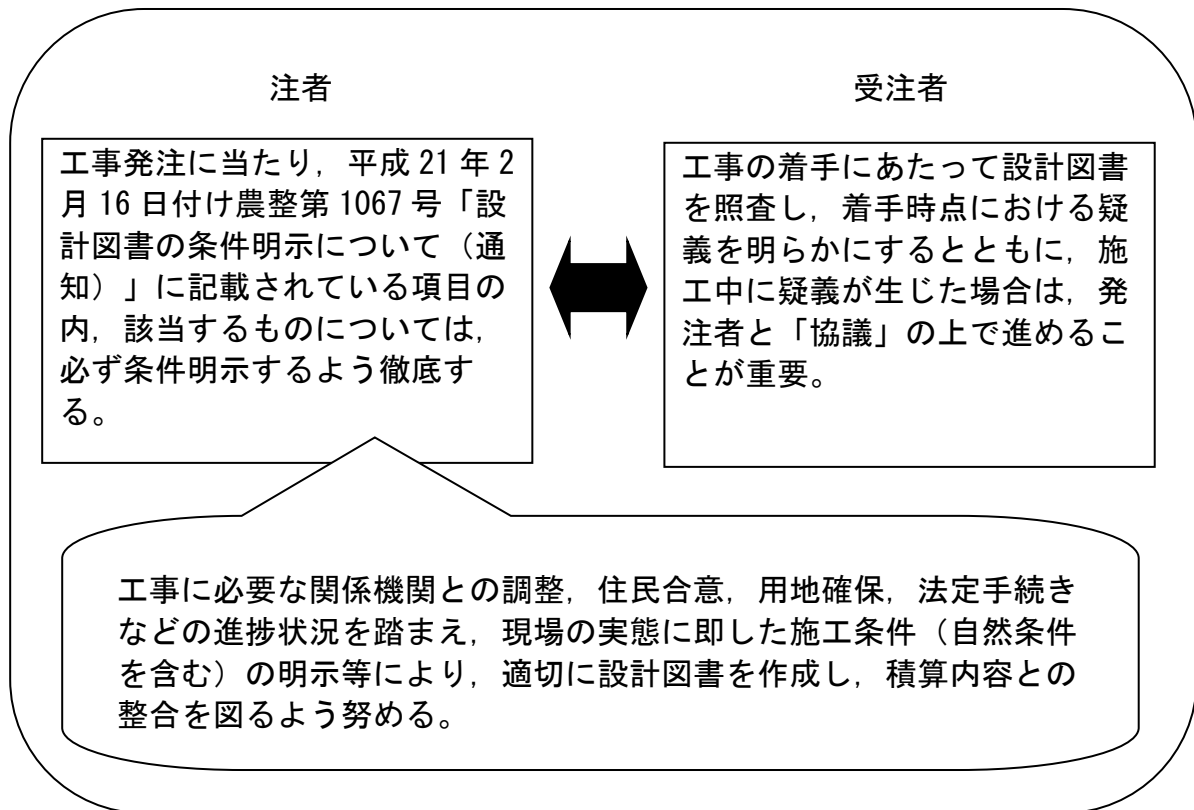 注者
受注者
工事発注に当たり，平成 21 年 2
月 16 日付け農整第 1067 号「設
計図書の条件明示について（通
知）」に記載されている項目の
内，該当するものについては，
必ず条件明示するよう徹底す
る。
工事の着手にあたって設計図書
を照査し，着手時点における疑
義を明らかにするとともに，施
工中に疑義が生じた場合は，発
注者と「協議」の上で進めるこ
とが重要。
工事に必要な関係機関との調整，住民合意，用地確保，法定手続き
などの進捗状況を踏まえ，現場の実態に即した施工条件（自然条件
を含む）の明示等により，適切に設計図書を作成し，積算内容との
整合を図るよう努める。